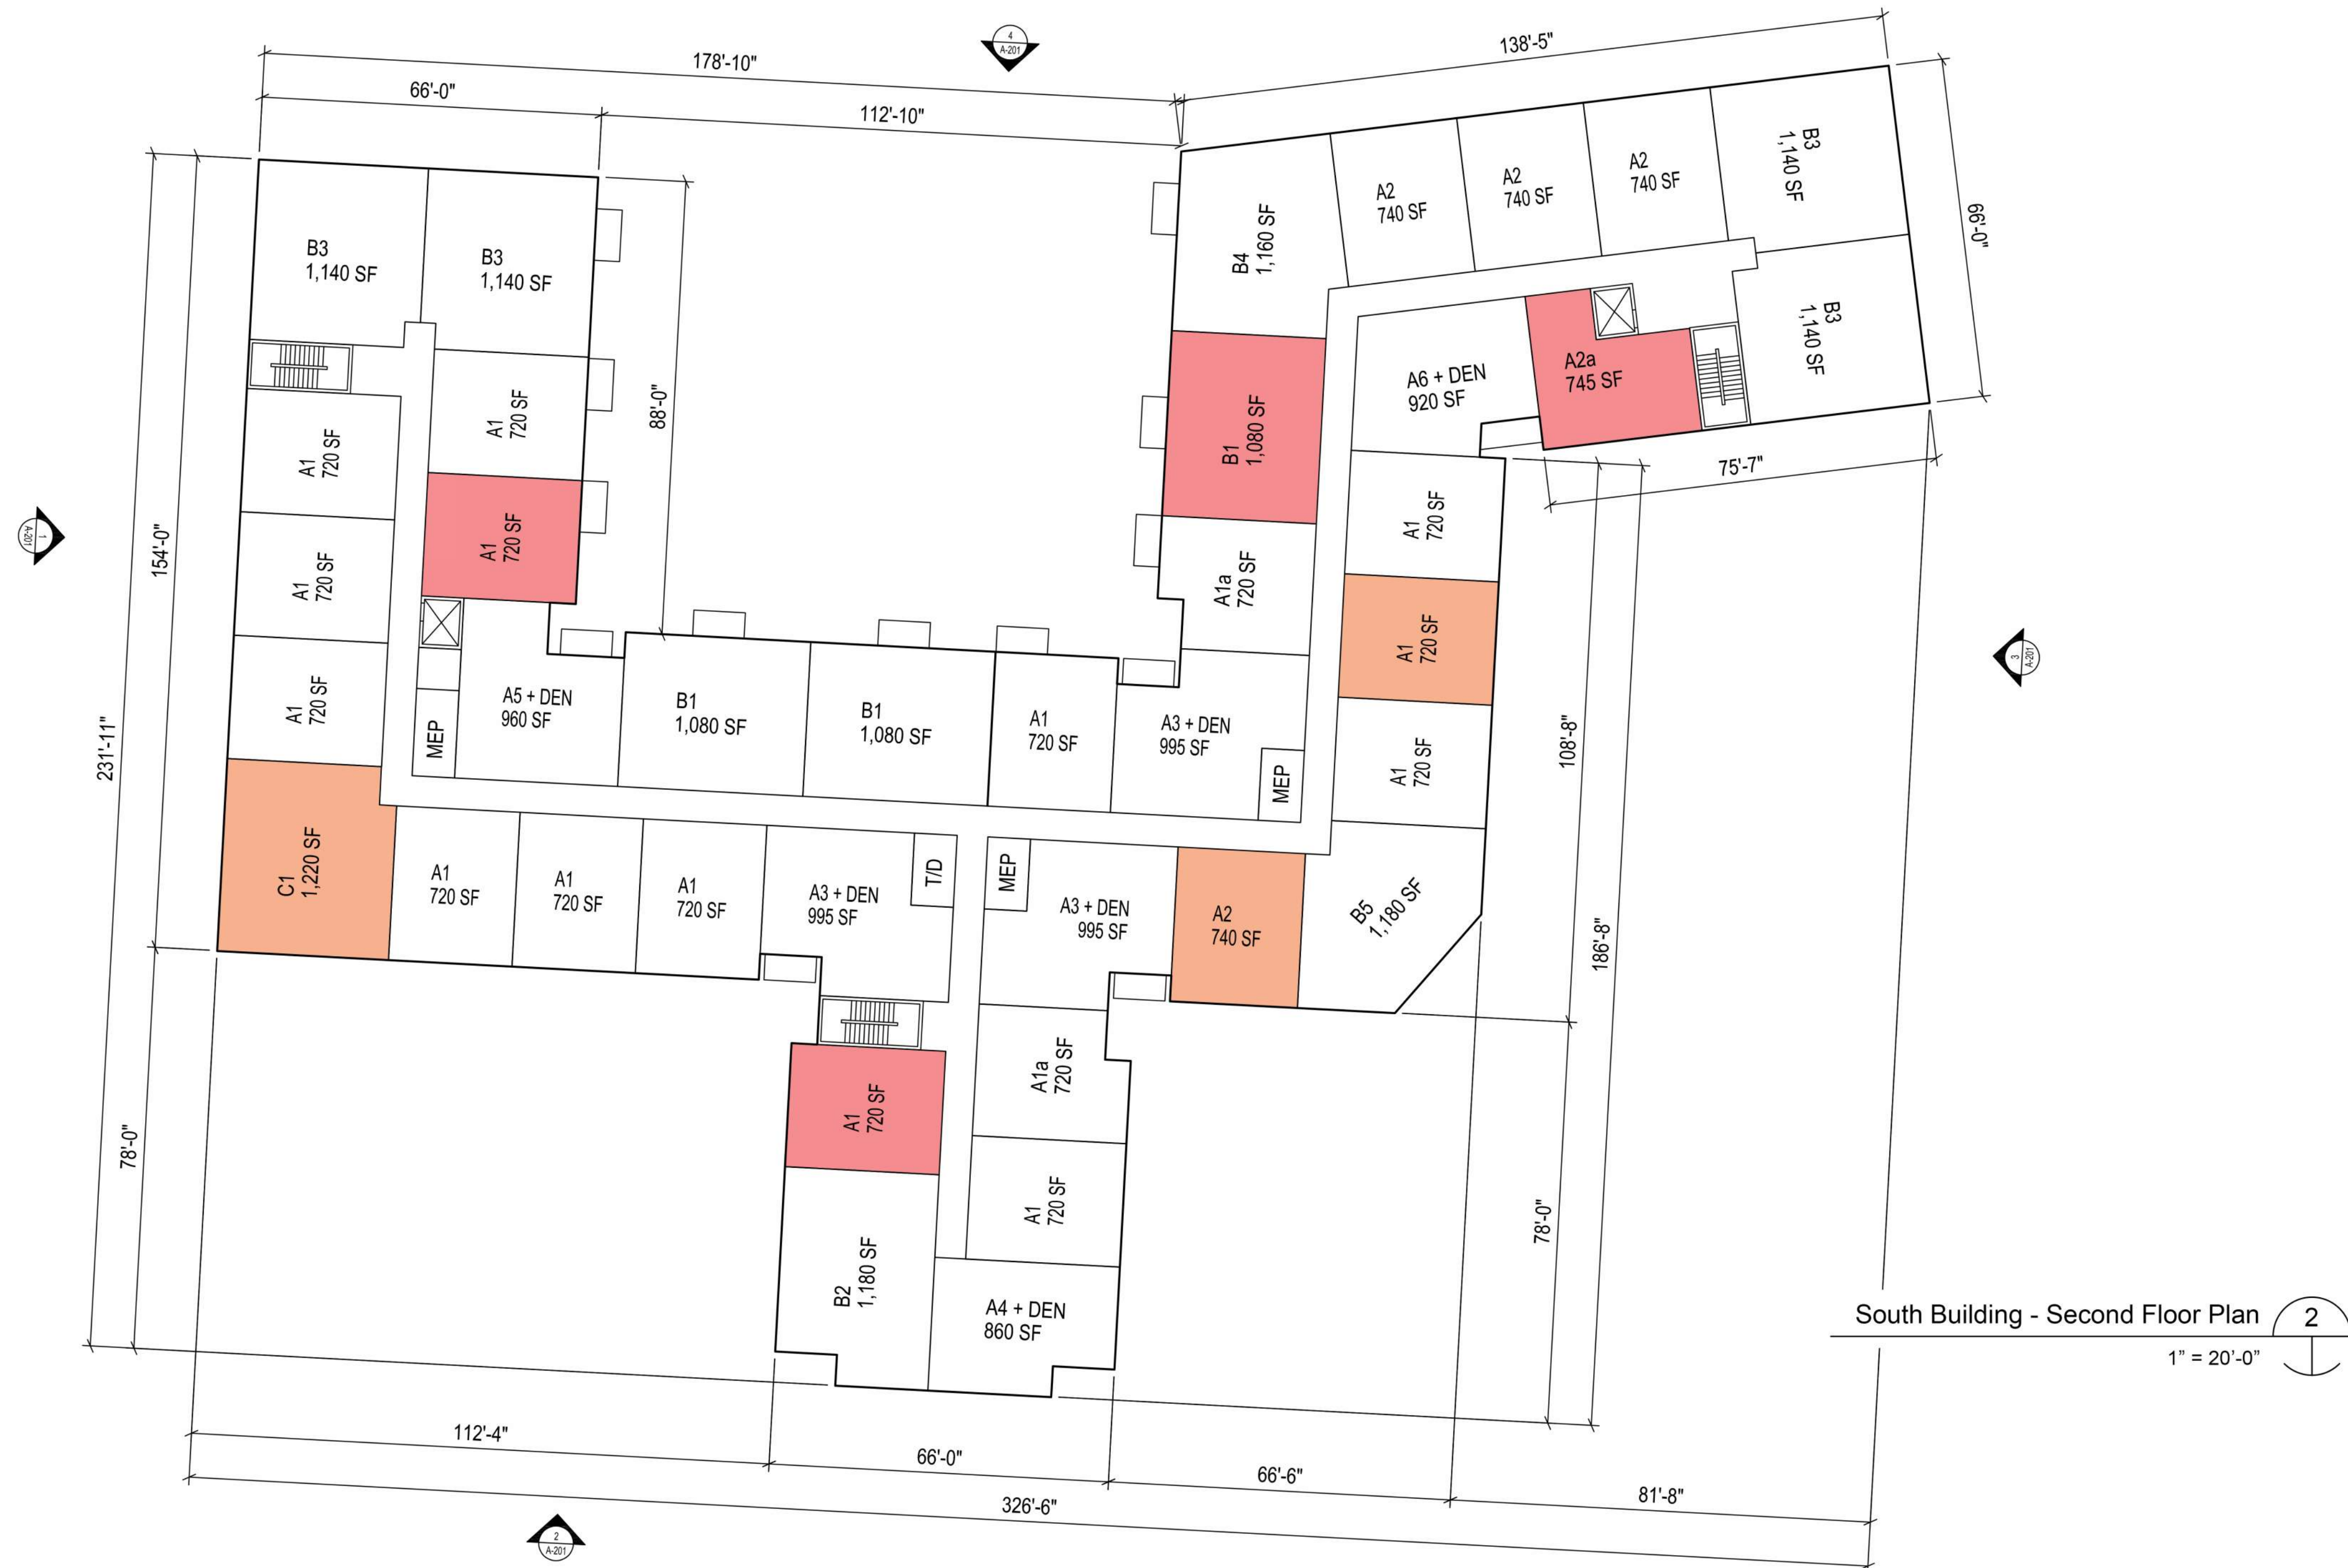 4
A-201
138'-5"
178'-10"
66'-0"
112'-10"
66'-0"
B3
1,140 SF
B3
1,140 SF
B4
1,160 SF
A2
740 SF
A2
740 SF
A2
740 SF
B3
1,140 SF
B3
1,140 SF
A1
720 SF
A1
720 SF
88'-0"
B1
1,080 SF
A6 + DEN
920 SF
A2a
745 SF
75'-7"
1
A-201
154'-0"
231'-11"
A1
720 SF
A1
720 SF
A1
720 SF
A1a
720 SF
A1
720 SF
A1
720 SF
A1
720 SF
3
A-201
MEP
A5 + DEN
960 SF
B1
1,080 SF
B1
1,080 SF
A1
720 SF
A3 + DEN
995 SF
MEP
108'-8"
186'-8"
C1
1,220 SF
A1
720 SF
A1
720 SF
A1
720 SF
A3 + DEN
995 SF
T/D
MEP
A3 + DEN
995 SF
A2
740 SF
B5
1,180 SF
78'-0"
A1
720 SF
A1a
720 SF
A1
720 SF
B2
1,180 SF
A4 + DEN
860 SF
78'-0"
South Building - Second Floor Plan
2
1” = 20’-0”
112'-4"
66'-0"
66'-6"
81'-8"
326'-6"
2
A-201